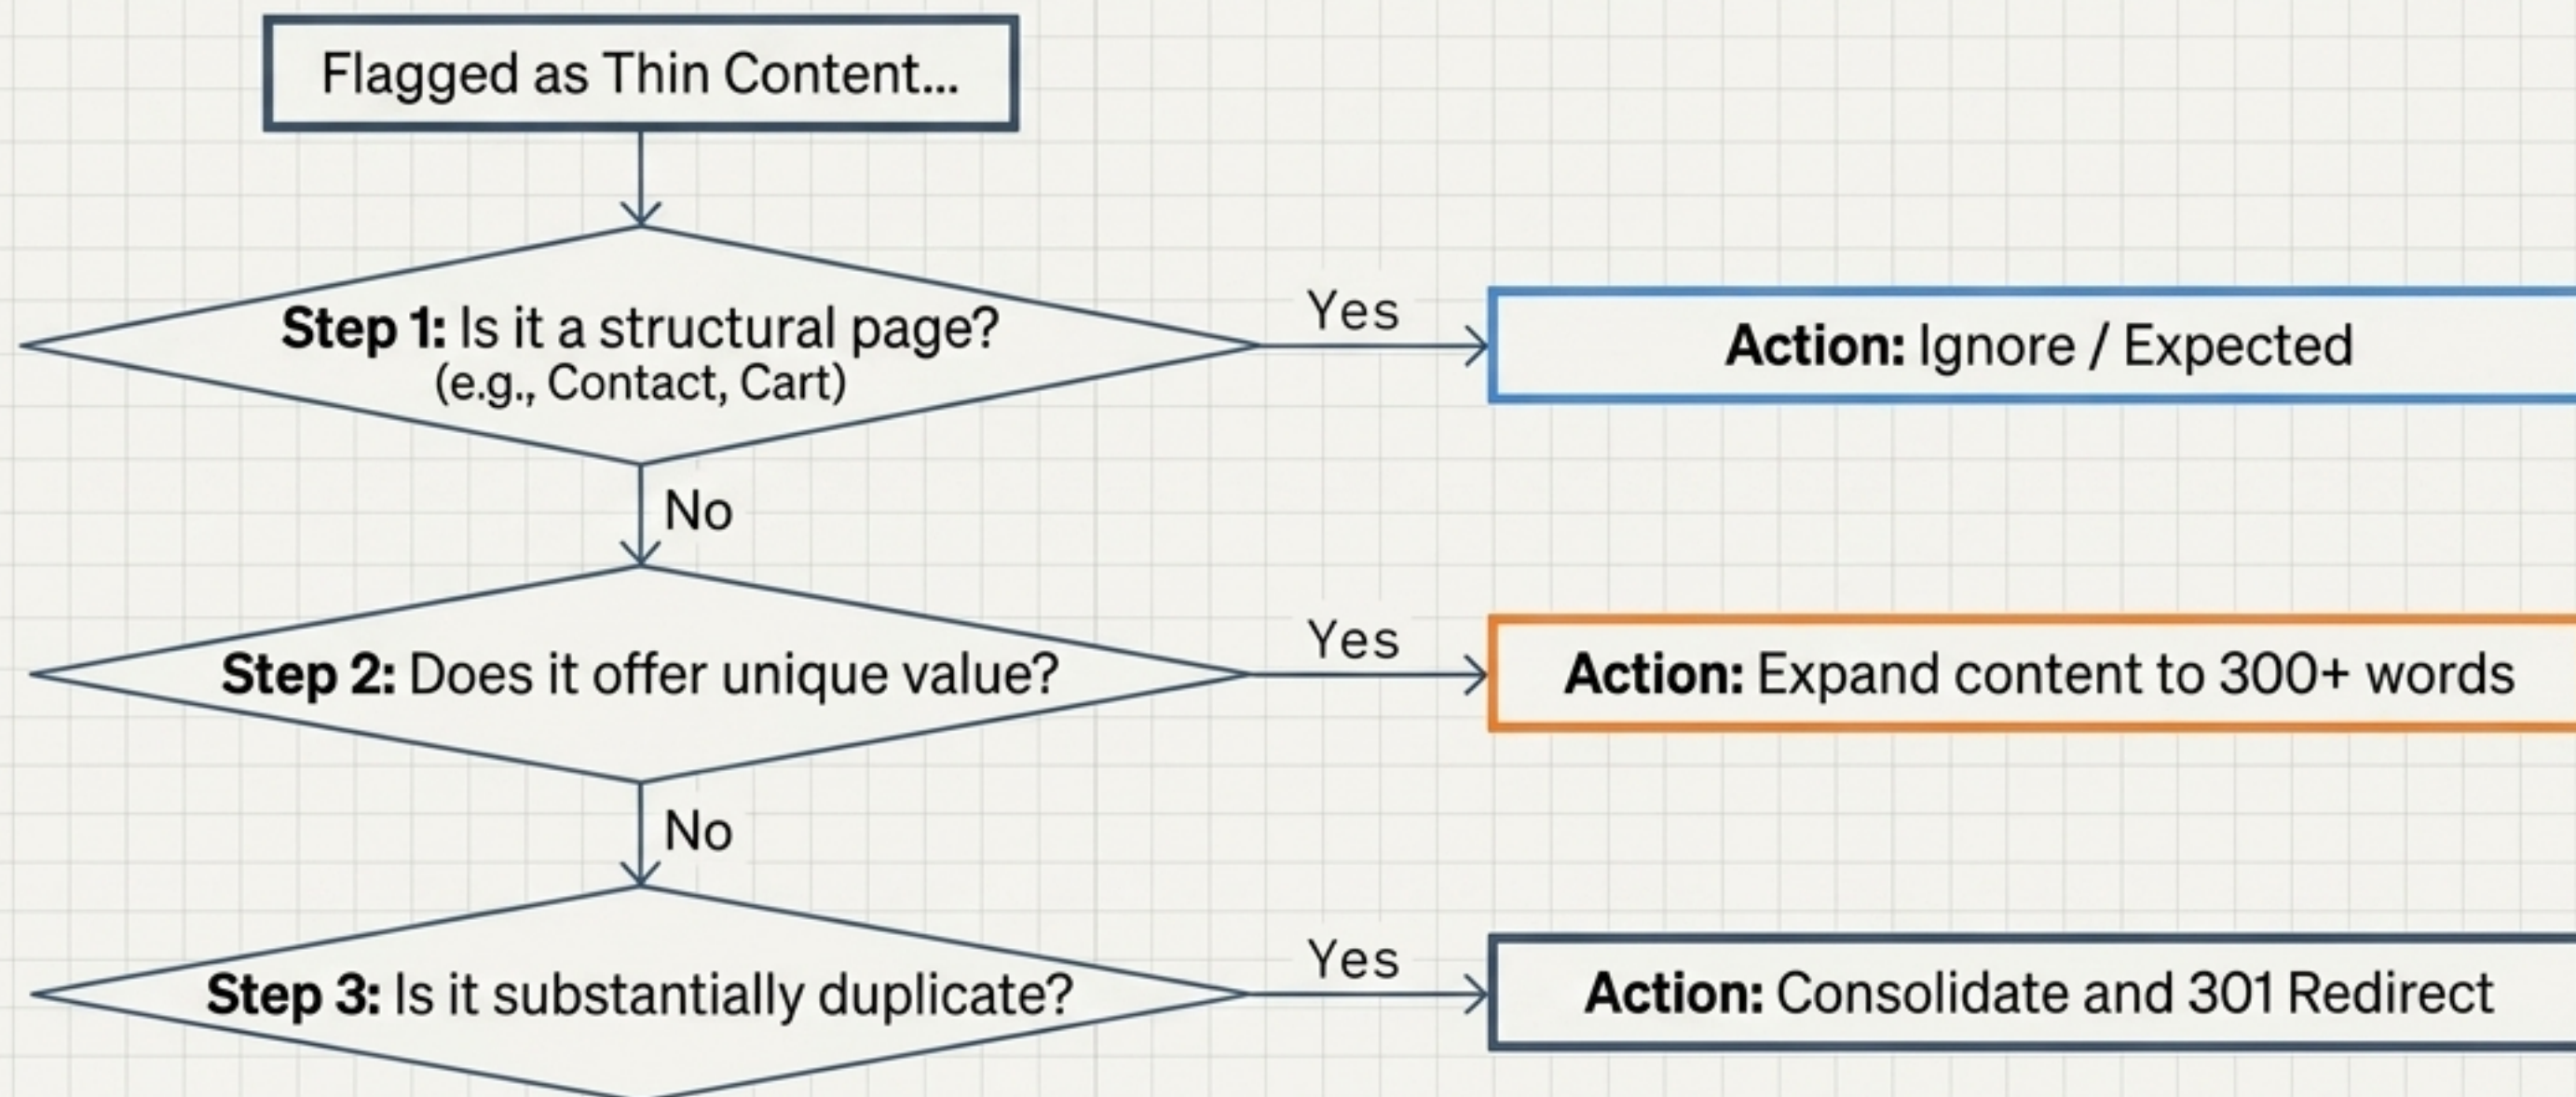 Flagged as Thin Content...
Step 1: Is it a structural page?
(e.g., Contact, Cart)
Yes
Action: Ignore / Expected
No
Step 2: Does it offer unique value?
Yes
Action: Expand content to 300+ words
No
Step 3: Is it substantially duplicate?
Yes
Action: Consolidate and 301 Redirect